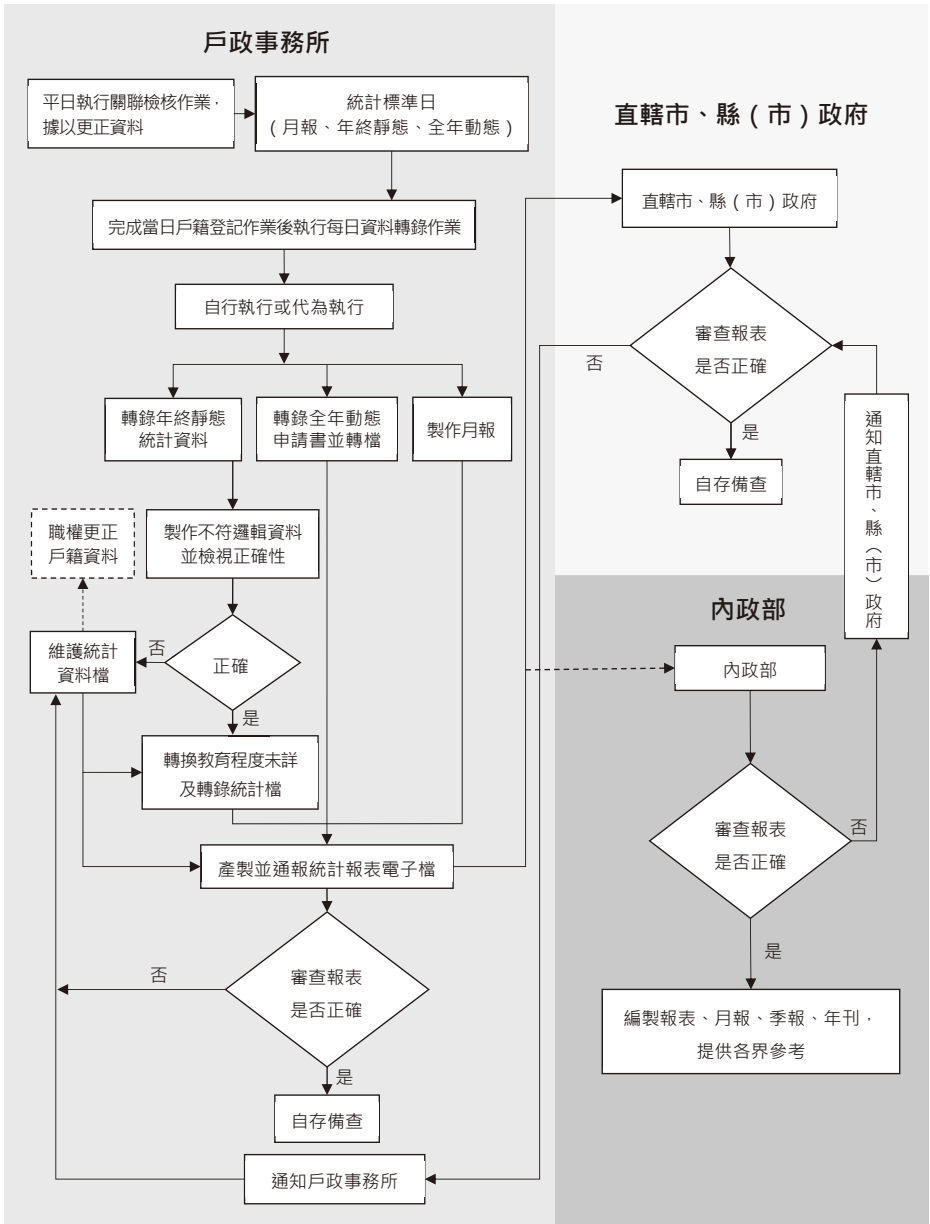 戶政事務所
平日執行關聯檢核作業，
據以更正資料
統計標準日
（月報、年終靜態、全年動態）
完成當日戶籍登記作業後執行每日資料轉錄作業
自行執行或代為執行
轉錄年終靜態
統計資料
轉錄全年動態
申請書並轉檔
製作月報
職權更正
戶籍資料
製作不符邏輯資料
並檢視正確性
維護統計
資料檔
否
正確
是
轉換教育程度未詳
及轉錄統計檔
產製並通報統計報表電子檔
否
審查報表
是否正確
是
自存備查
通知戶政事務所
直轄市、縣（市）政府
直轄市、縣（市）政府
否
審查報表
是否正確
是
自存備查
通知直轄市、縣（市）政府
內政部
內政部
審查報表
是否正確
否
是
編製報表、月報、季報、年刊，
提供各界參考